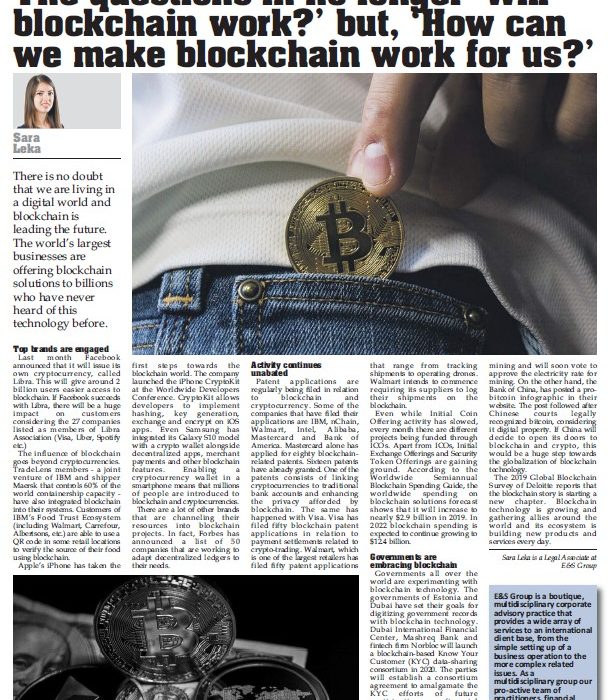 The questions in no longer ‘will
blockchain work?’ but, ‘How can
we make blockchain work for us?’
Sara
Leka
There is no doubt
that we are living in
a digital world and
blockchain is
leading the future.
The world's largest
businesses are
offering blockchain
solutions to billions
who have never
heard of this
technology before.
Top brands are engaged
Last month Facebook
announced that it will issue its
own cryptocurrency, called
Libra. This will give around 2
billion users easier access to
blockchain. If Facebook succeeds
with Libra, there will be a huge
impact on customers
considering the 27 companies
listed as members of Libra
Association (Visa, Uber, Spotify
etc.)
The influence of blockchain
goes beyond cryptocurrencies.
TradeLens members - a joint
venture of IBM and shipper
Maersk that controls 60% of the
world containership capacity -
have also integrated blockchain
into their systems. Customers of
IBM's Food Trust Ecosystem
(including Walmart, Carrefour,
Albertsons, etc.) are able to use a
QR code in some retail locations
to verify the source of their food
using blockchain.
Apple's iPhone has taken the
first steps towards the
blockchain world. The company
launched the iPhone CryptoKit
at the Worldwide Developers
Conference. CryptoKit allows
developers to implement
hashing, key generation,
exchange and encrypt on iOS
apps. Even Samsung has
integrated its Galaxy S10 model
with a crypto wallet alongside
decentralized apps, merchant
payments and other blockchain
features. Enabling a
cryptocurrency wallet in a
smartphone means that millions
of people are introduced to
blockchain and cryptocurrencies.
There are a lot of other brands
that are channeling their
resources into blockchain
projects. In fact, Forbes has
announced a list of 50
companies that are working to
adapt decentralized ledgers to
their needs.
Activity continues
unabated
Patent applications are
regularly being filed in relation
to blockchain and
cryptocurrency. Some of the
companies that have filed their
applications are IBM, nChain,
Walmart, Intel, Alibaba,
Mastercard and Bank of
America. Mastercard alone has
applied for eighty blockchain-
related patents. Sixteen patents
have already granted. One of the
patents consists of linking
cryptocurrencies to traditional
bank accounts and enhancing
the privacy afforded by
blockchain. The same has
happened with Visa. Visa has
filed fifty blockchain patent
applications in relation to
payment settlements related to
crypto-trading. Walmart, which
is one of the largest retailers has
filed fifty patent applications
that range from tracking
shipments to operating drones.
Walmart intends to commence
requiring its suppliers to log
their shipments on the
blockchain.
Even while Initial Coin
Offering activity has slowed,
every month there are different
projects being funded through
ICOs. Apart from ICOs, Initial
Exchange Offerings and Security
Token Offerings are gaining
ground. According to the
Worldwide Semiannual
Blockchain Spending Guide, the
worldwide spending on
blockchain solutions forecast
shows that it will increase to
nearly $2.9 billion in 2019. In
2022 blockchain spending is
expected to continue growing to
$12.4 billion.
Governments are
embracing blockchain
Governments all over the
world are experimenting with
blockchain technology. The
governments of Estonia and
Dubai have set their goals for
digitizing government records
with blockchain technology.
Dubai International Financial
Center, Mashreq Bank and
fintech firm Norbloc will launch
a blockchain-based Know Your
Customer (KYC) data-sharing
consortium in 2020. The parties
will establish a consortium
agreement to amalgamate the
KYC efforts of future
mining and will soon vote to
approve the electricity rate for
mining. On the other hand, the
Bank of China, has posted a pro-
bitcoin infographic in their
website. The post followed after
Chinese courts legally
recognized bitcoin, considering
it digital property. If China will
decide to open its doors to
blockchain and crypto, this
would be a huge step towards
the globalization of blockchain
technology.
The 2019 Global Blockchain
Survey of Deloitte reports that
the blockchain story is starting a
new chapter. Blockchain
technology is growing and
gathering allies around the
world and its ecosystem is
building new products and
services every day.
Sara Leka is a Legal Associate at
E&S Group
E&S Group is a boutique,
multidisciplinary corporate
advisory practice that
provides a wide array of
services to an international
client base, from the
simple setting up of a
business operation to the
more complex related
issues. As a
multidisciplinary group our
pro-active team of
practitioners, financial